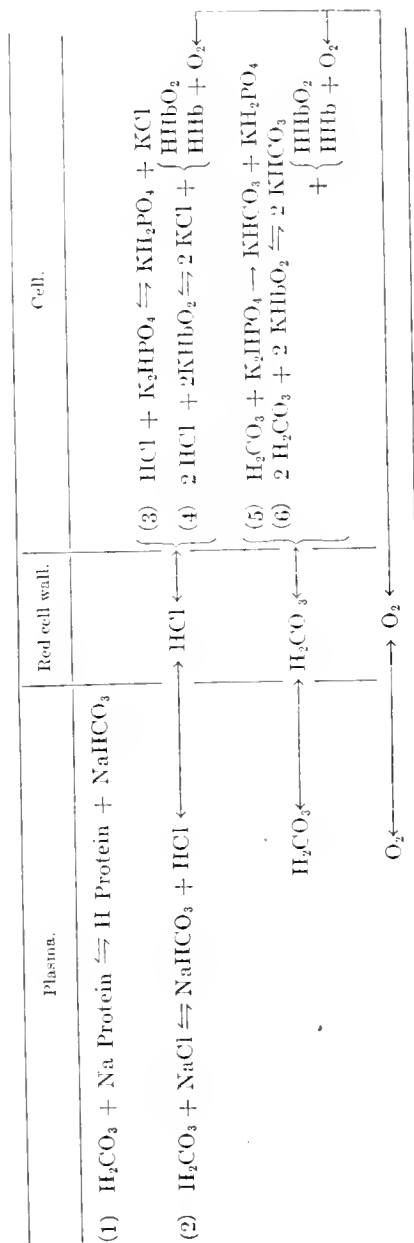 Plasma.
Red cell wall.
Cell.
(1) H₂CO₃ + Na Protein ⇌ H Protein + NaHCO₃
(2) H₂CO₃ + NaCl ⇌ NaHCO₃ + HCl
HCl
(3) HCl + K₂HPO₄ ⇌ KH₂PO₄ + KCl
(4) 2 HCl + 2KHbO₂ ⇌ 2 KCl + { HHbO₂
HHb + O₂
H₂CO₃
H₂CO₃
(5) H₂CO₃ + K₂HPO₄ → KHCO₃ + KH₂PO₄
(6) 2 H₂CO₃ + 2 KHbO₂ ⇌ 2 KHCO₃
+ { HHbO₂
HHb + O₂
O₂
O₂